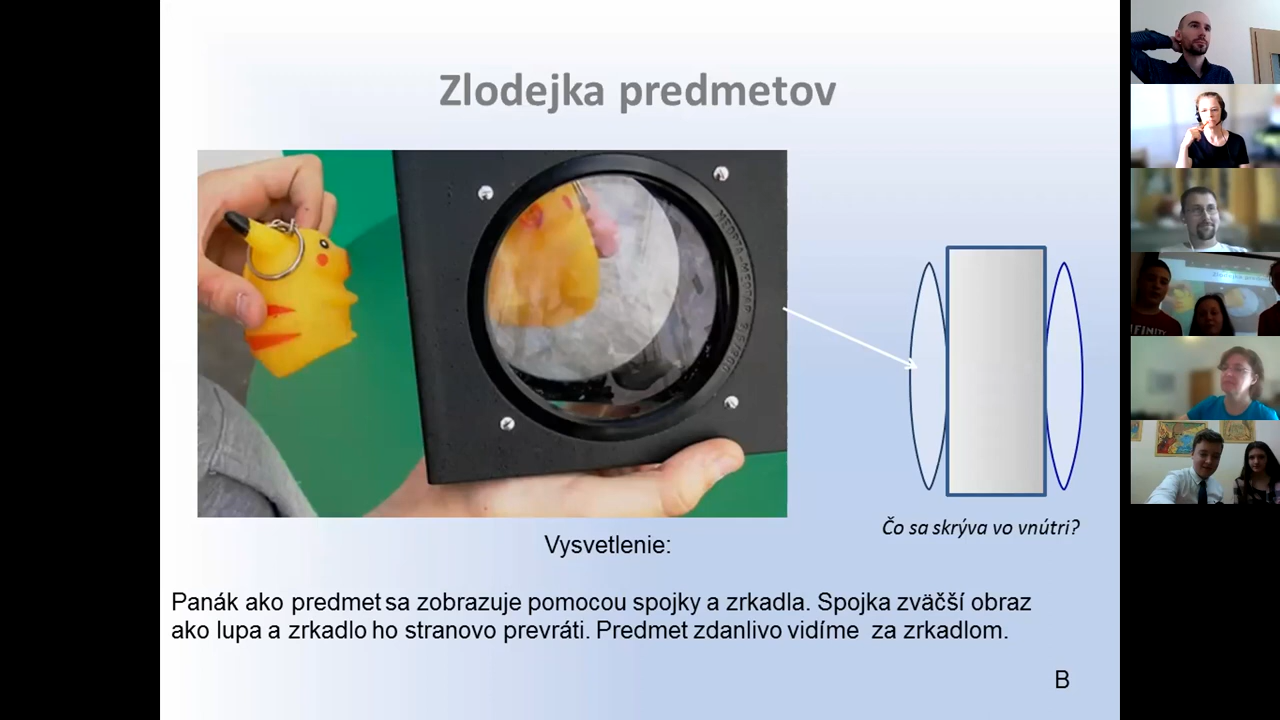 Zlodejka predmetov
Čo sa skrýva vo vnútri?
Vysvetlenie:
Panák ako predmet sa zobrazuje pomocou spojky a zrkadla. Spojka zväčší obraz
ako lupa a zrkadlo ho stranovo prevráti. Predmet zdanlivo vidíme za zrkadlom.
B